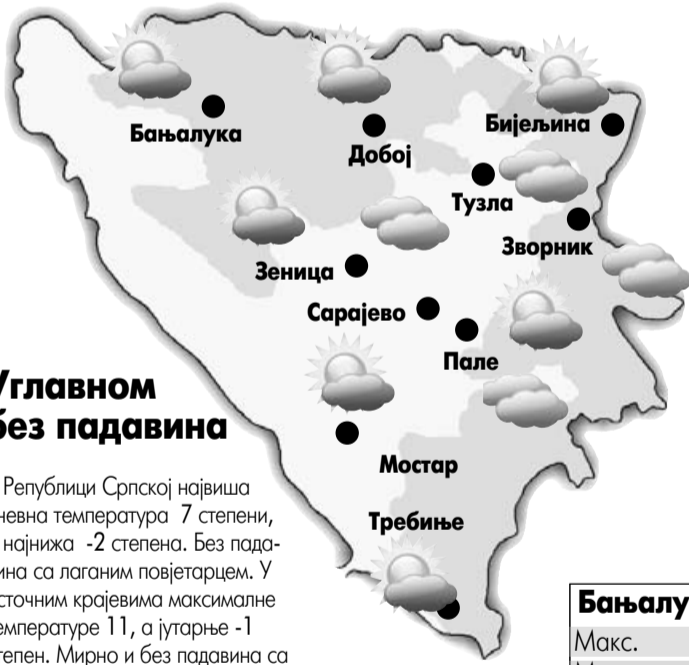 Бањалука
Добој
Бијељина
Тузла
Зворник
Зеница
Сарајево
Пале
Мостар
Требиње
Углавном
без падавина
Републици Српској највиша
невна температура 7 степени,
најнижа -2 степена. Без пада-
ина са лаганим повјетарцем. У
сточним крајевима максималне
емпературе 11, а јутарње -1
тепен. Мирно и без падавина са
Бањалу
Макс.